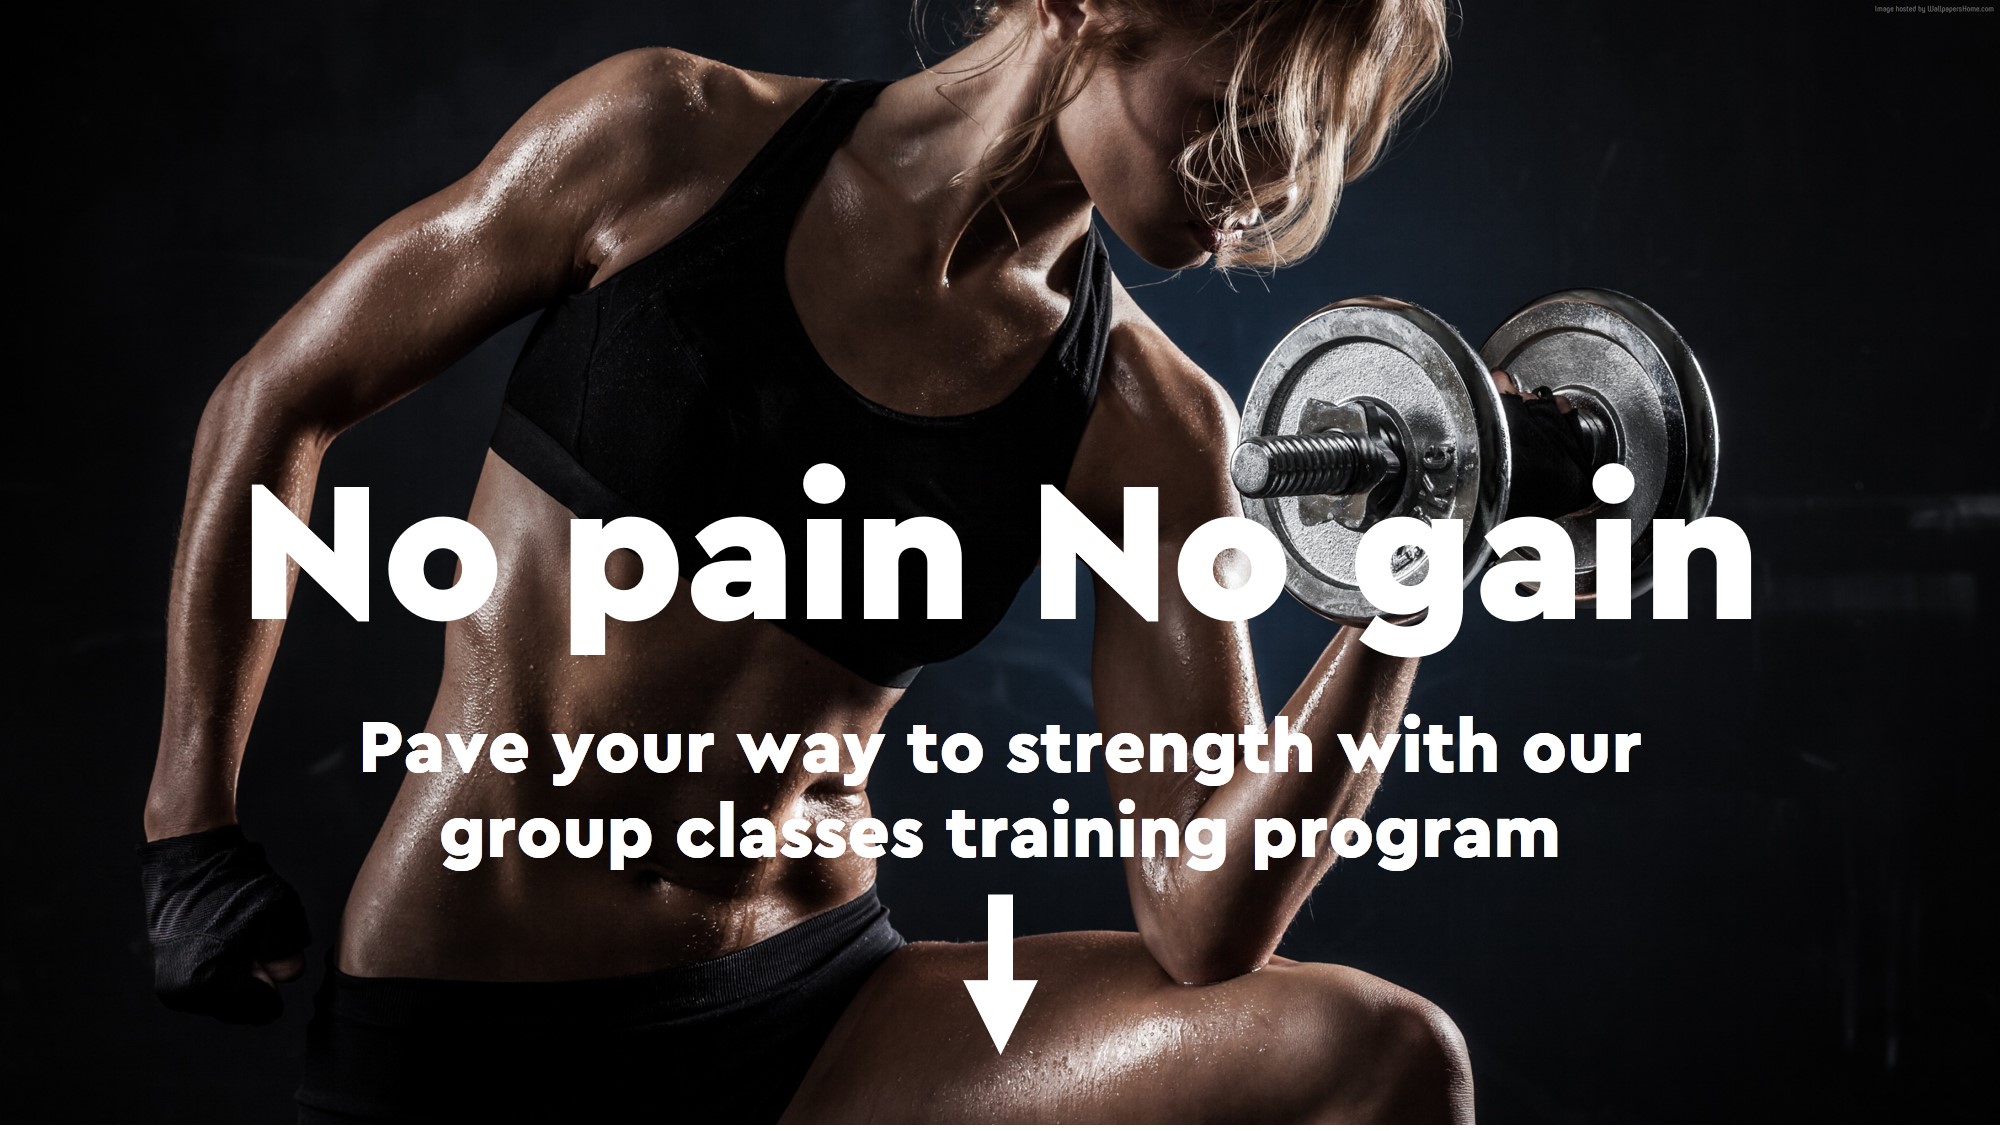 Image hosted by WallpapersHome.com
KG
No pain No gain
Pave your way to strength with our
group classes training program